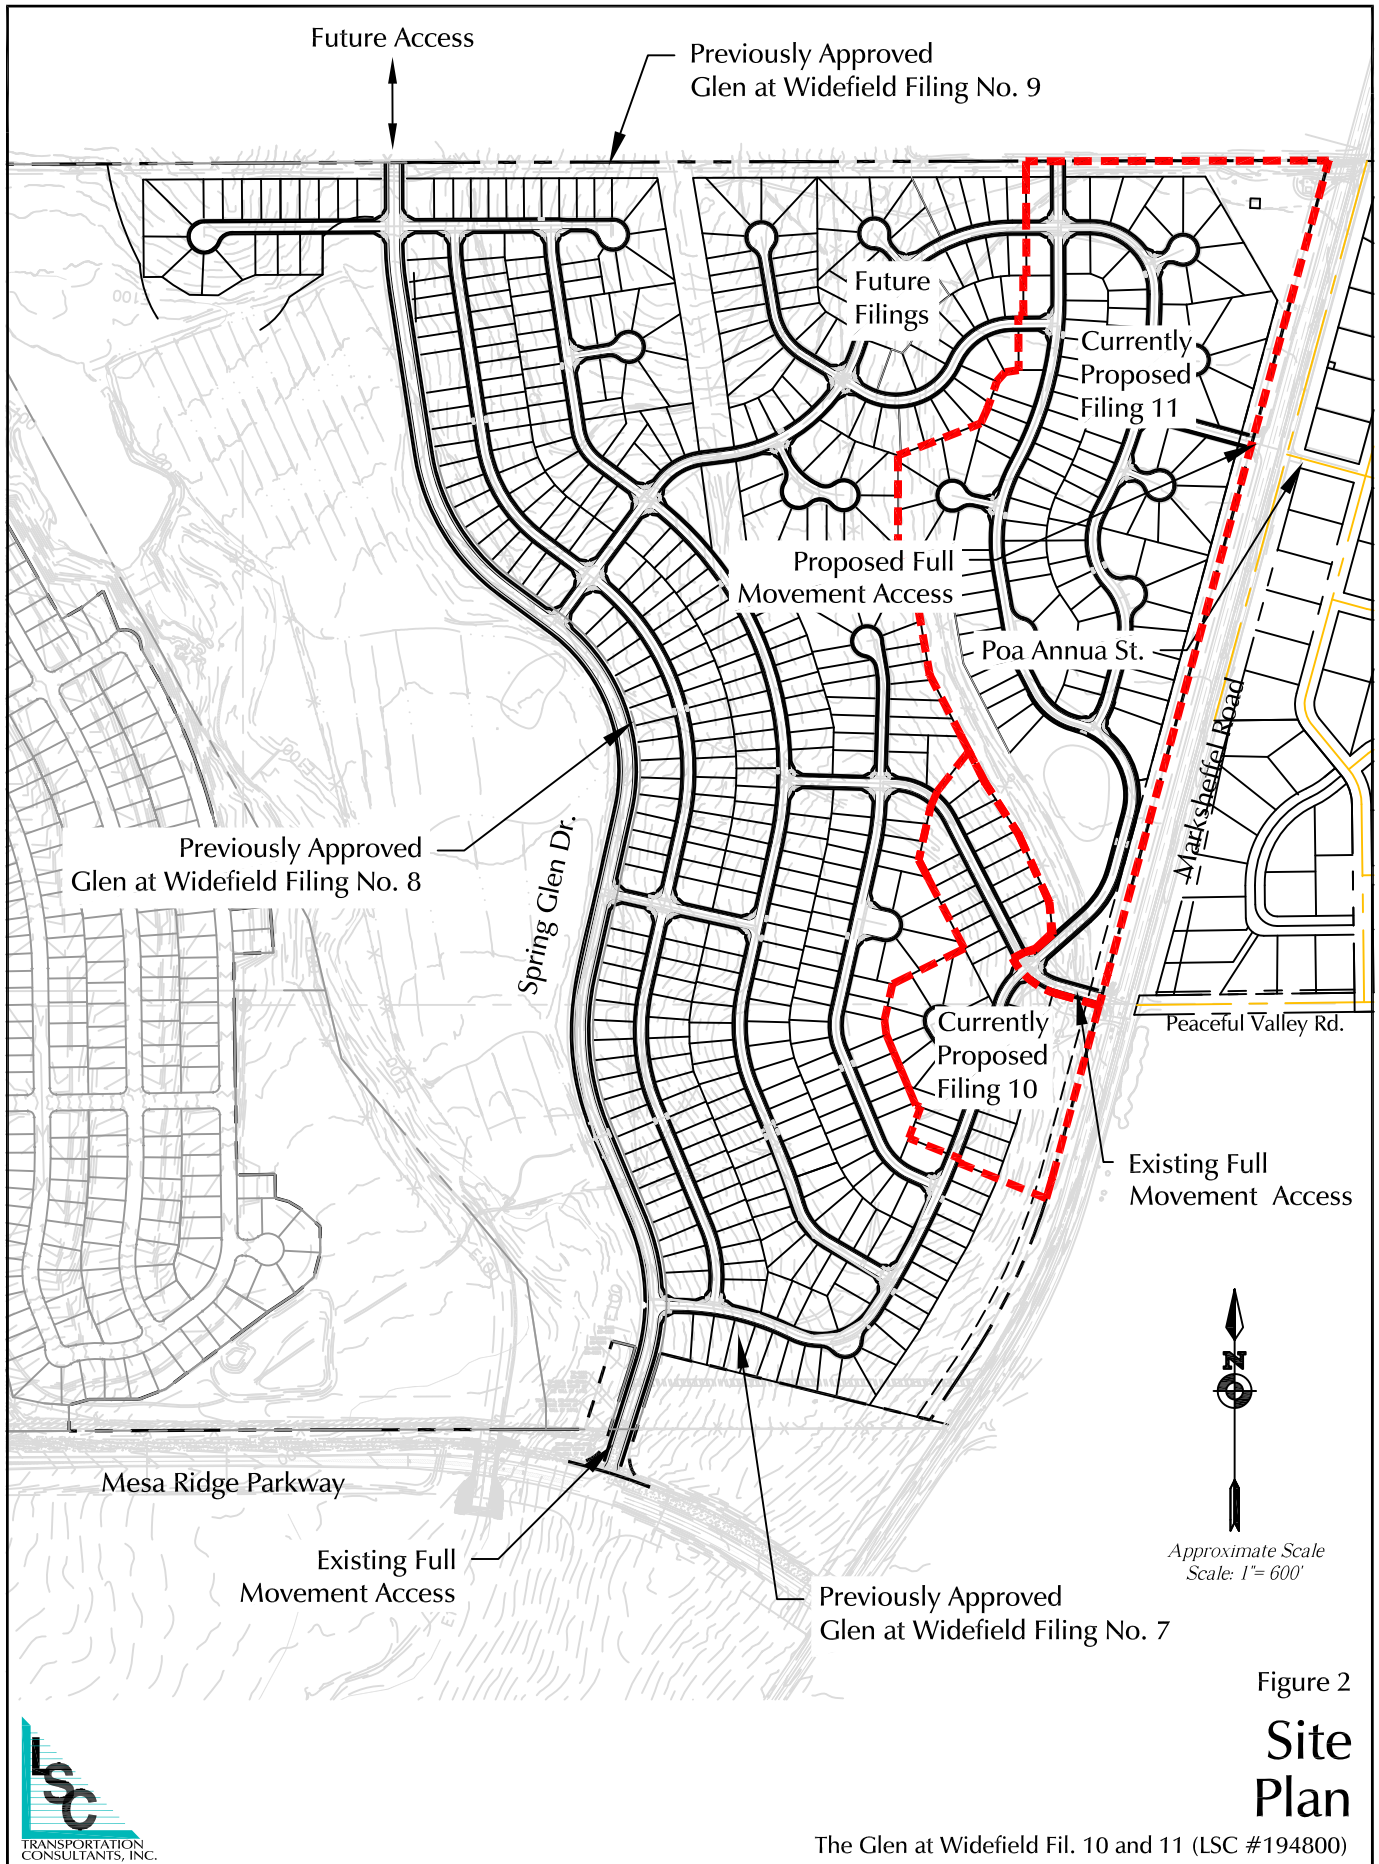 Future Access
Previously Approved
Glen at Widefield Filing No. 9
Future
Filings
Currently
Proposed
Filing 11
Proposed Full
Movement Access
Poa Annua St.
Marksheffel Road
Previously Approved
Glen at Widefield Filing No. 8
Spring Glen Dr.
Currently
Proposed
Filing 10
Peaceful Valley Rd.
Existing Full
Movement Access
Mesa Ridge Parkway
Existing Full
Movement Access
Previously Approved
Glen at Widefield Filing No. 7
N
Approximate Scale
Scale: 1"= 600'
Figure 2
Site
Plan
LSC
TRANSPORTATION
CONSULTANTS, INC.
The Glen at Widefield Fil. 10 and 11 (LSC #194800)